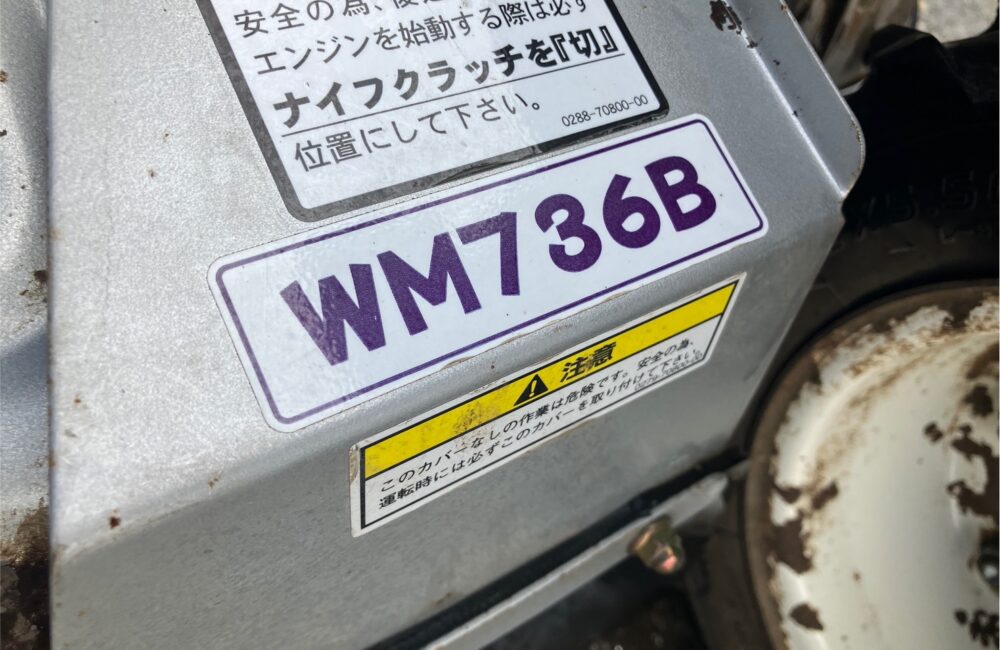 安全の為、
エンジンを始動する際は必ず
ナイフクラッチを『切』
位置にして下さい。
0288-70800-00
WM736B
注意
このカバーなしの作業は危険です。安全の為、
運転時には必ずこのカバーを取り付けて下さい。
0279-70800-00